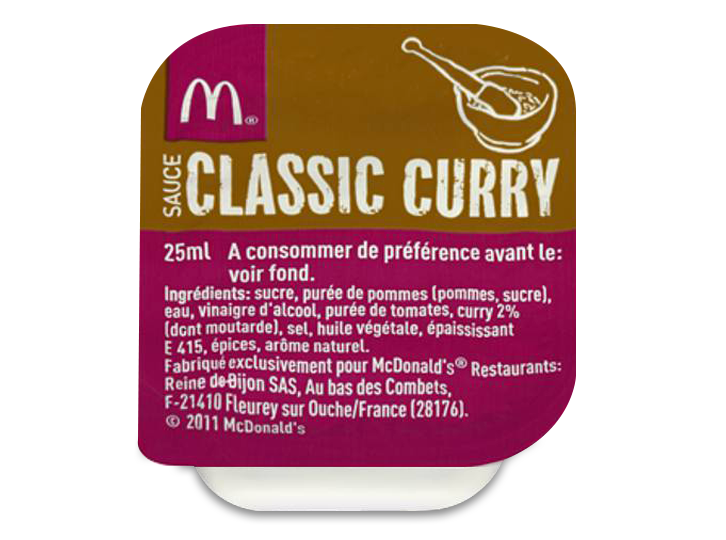 M®
SAUCE
CLASSIC CURRY
25ml A consommer de préférence avant le:
voir fond.
Ingrédients: sucre, purée de pommes (pommes, sucre),
eau, vinaigre d'alcool, purée de tomates, curry 2%
(dont moutarde), sel, huile végétale, épaississant
E 415, épices, arôme naturel.
Fabriqué exclusivement pour McDonald's® Restaurants:
Reine de Dijon SAS, Au bas des Combets,
F-21410 Fleurey sur Ouche/France (28176).
© 2011 McDonald's